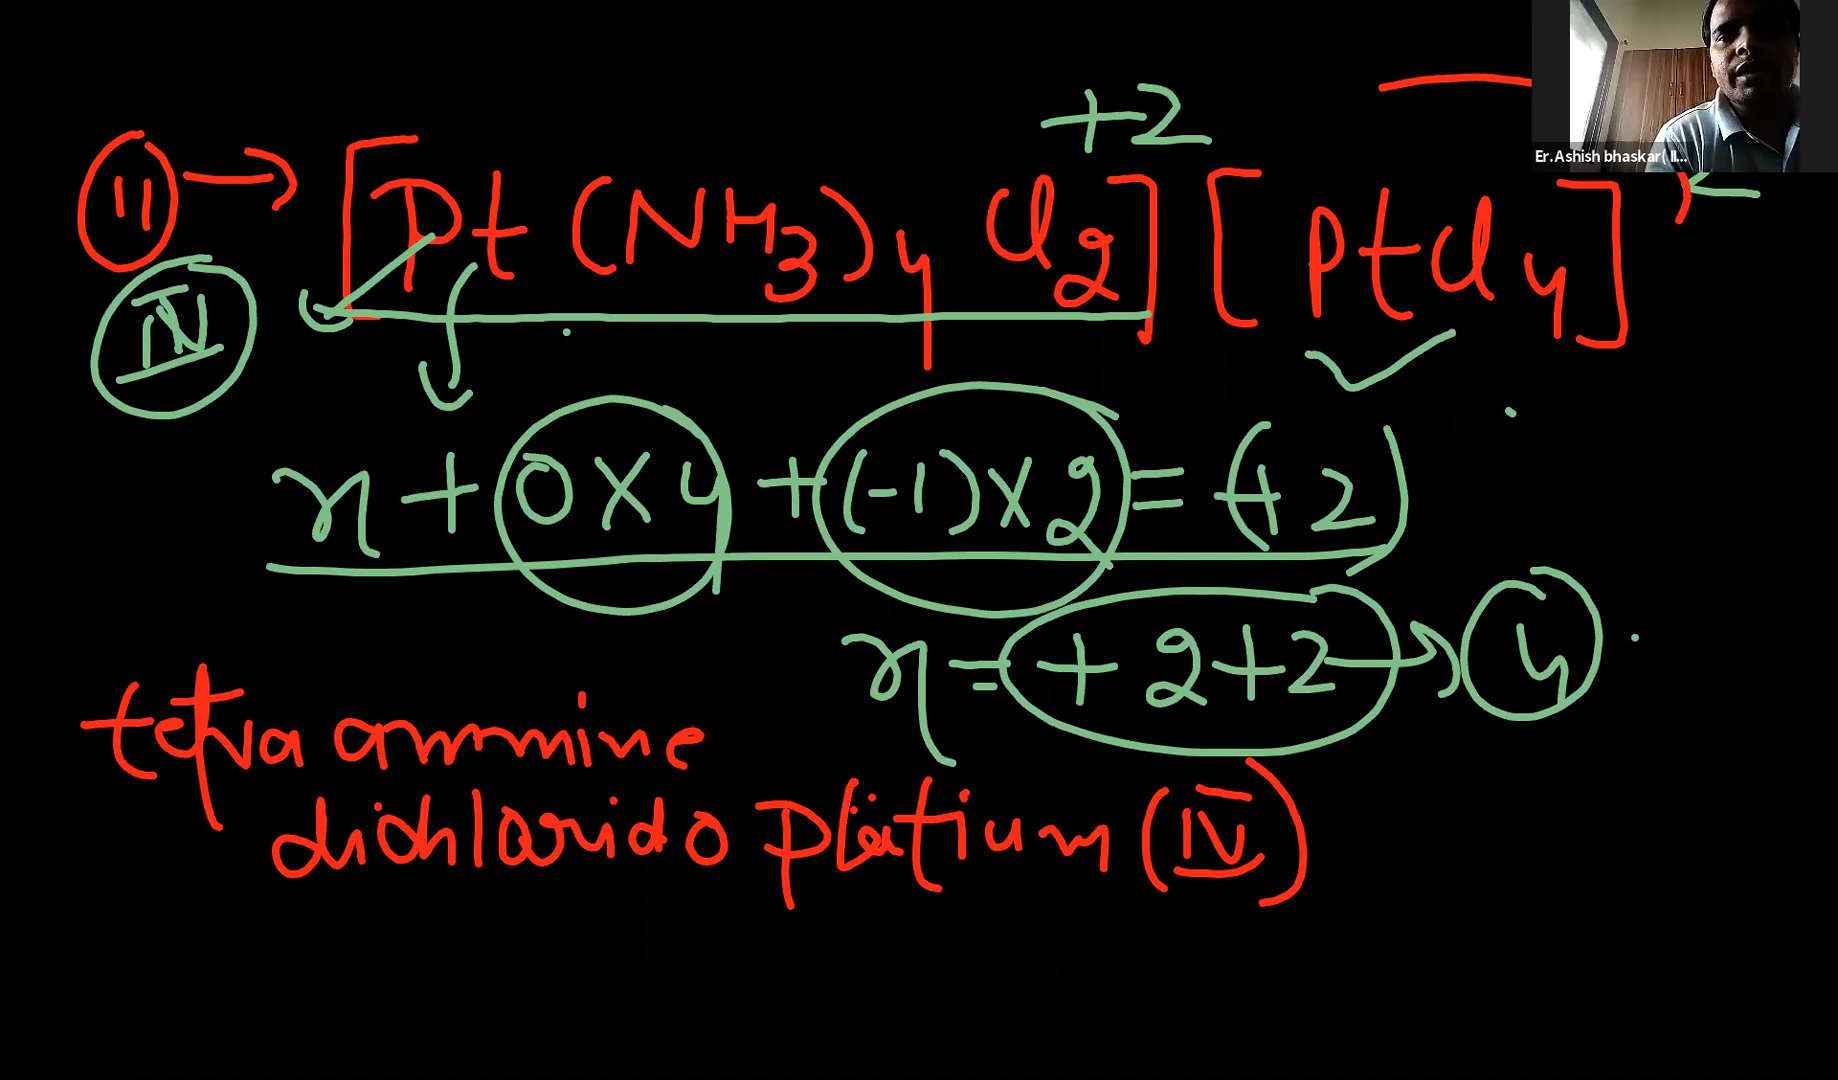 +2
Er.Ashish bhaskar( II...
11 → [Pt(NH3)4 Cl2] [PtCl4]
IV
x + 0×4 + (-1)×2 = (+2)
x = +2+2 → 4
tetra ammine
dichlorido platium (IV)